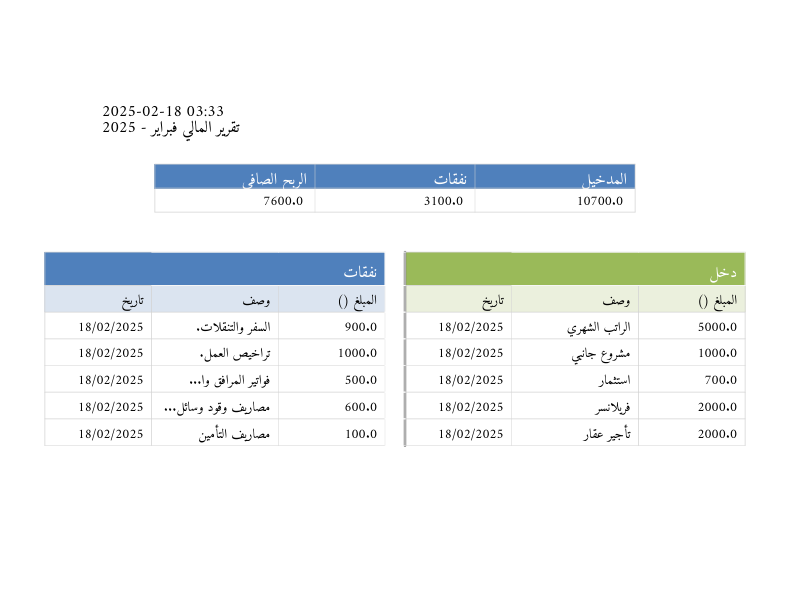 2025-02-18 03:33
تقرير المالي فبراير - 2025
المدخيل نفقات الربح الصافي
10700.0 3100.0 7600.0
دخل
المبلغ () وصف تاريخ
5000.0 الراتب الشهري 18/02/2025
1000.0 مشروع جانبي 18/02/2025
700.0 استثمار 18/02/2025
2000.0 فريلانسر 18/02/2025
2000.0 تأجير عقار 18/02/2025
نفقات
المبلغ () وصف تاريخ
900.0 السفر والتنقلات. 18/02/2025
1000.0 تراخيص العمل. 18/02/2025
500.0 فواتير المرافق وا... 18/02/2025
600.0 مصاريف وقود وسائل... 18/02/2025
100.0 مصاريف التأمين 18/02/2025